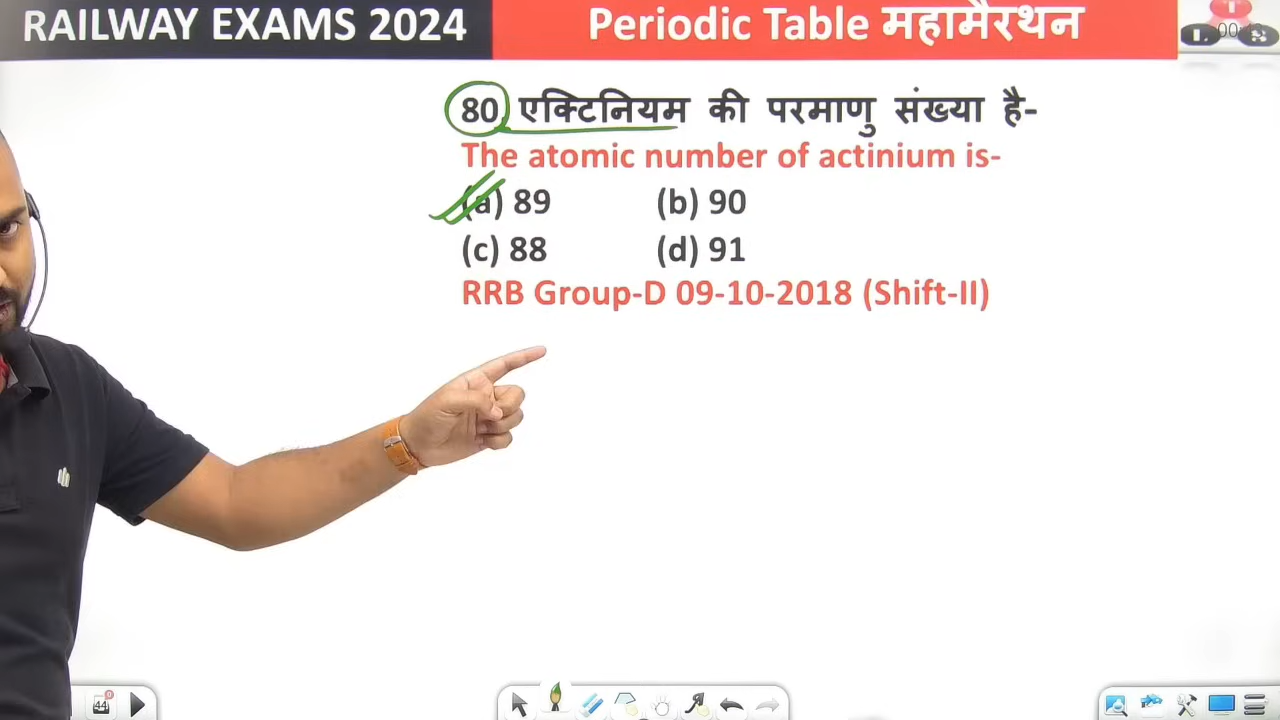 RAILWAY EXAMS 2024
Periodic Table महामैरथन
80. एक्टिनियम की परमाणु संख्या है-
The atomic number of actinium is-
(a) 89 (b) 90
(c) 88 (d) 91
RRB Group-D 09-10-2018 (Shift-II)
44